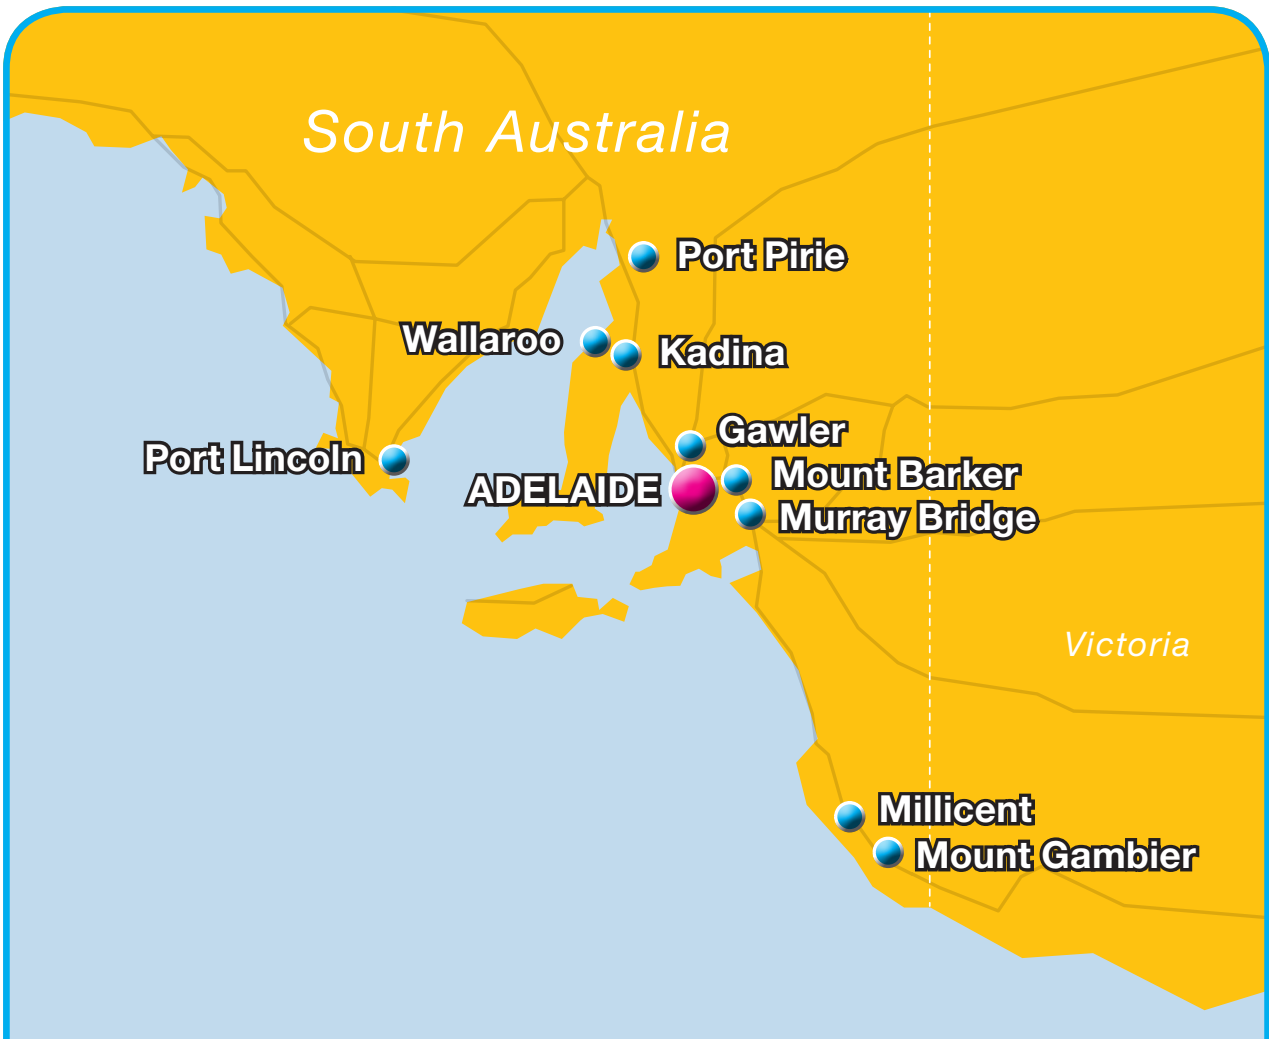 South Australia
Port Pirie
Wallaroo
Kadina
Gawler
Port Lincoln
Mount Barker
ADELAIDE
Murray Bridge
Victoria
Millicent
Mount Gambier